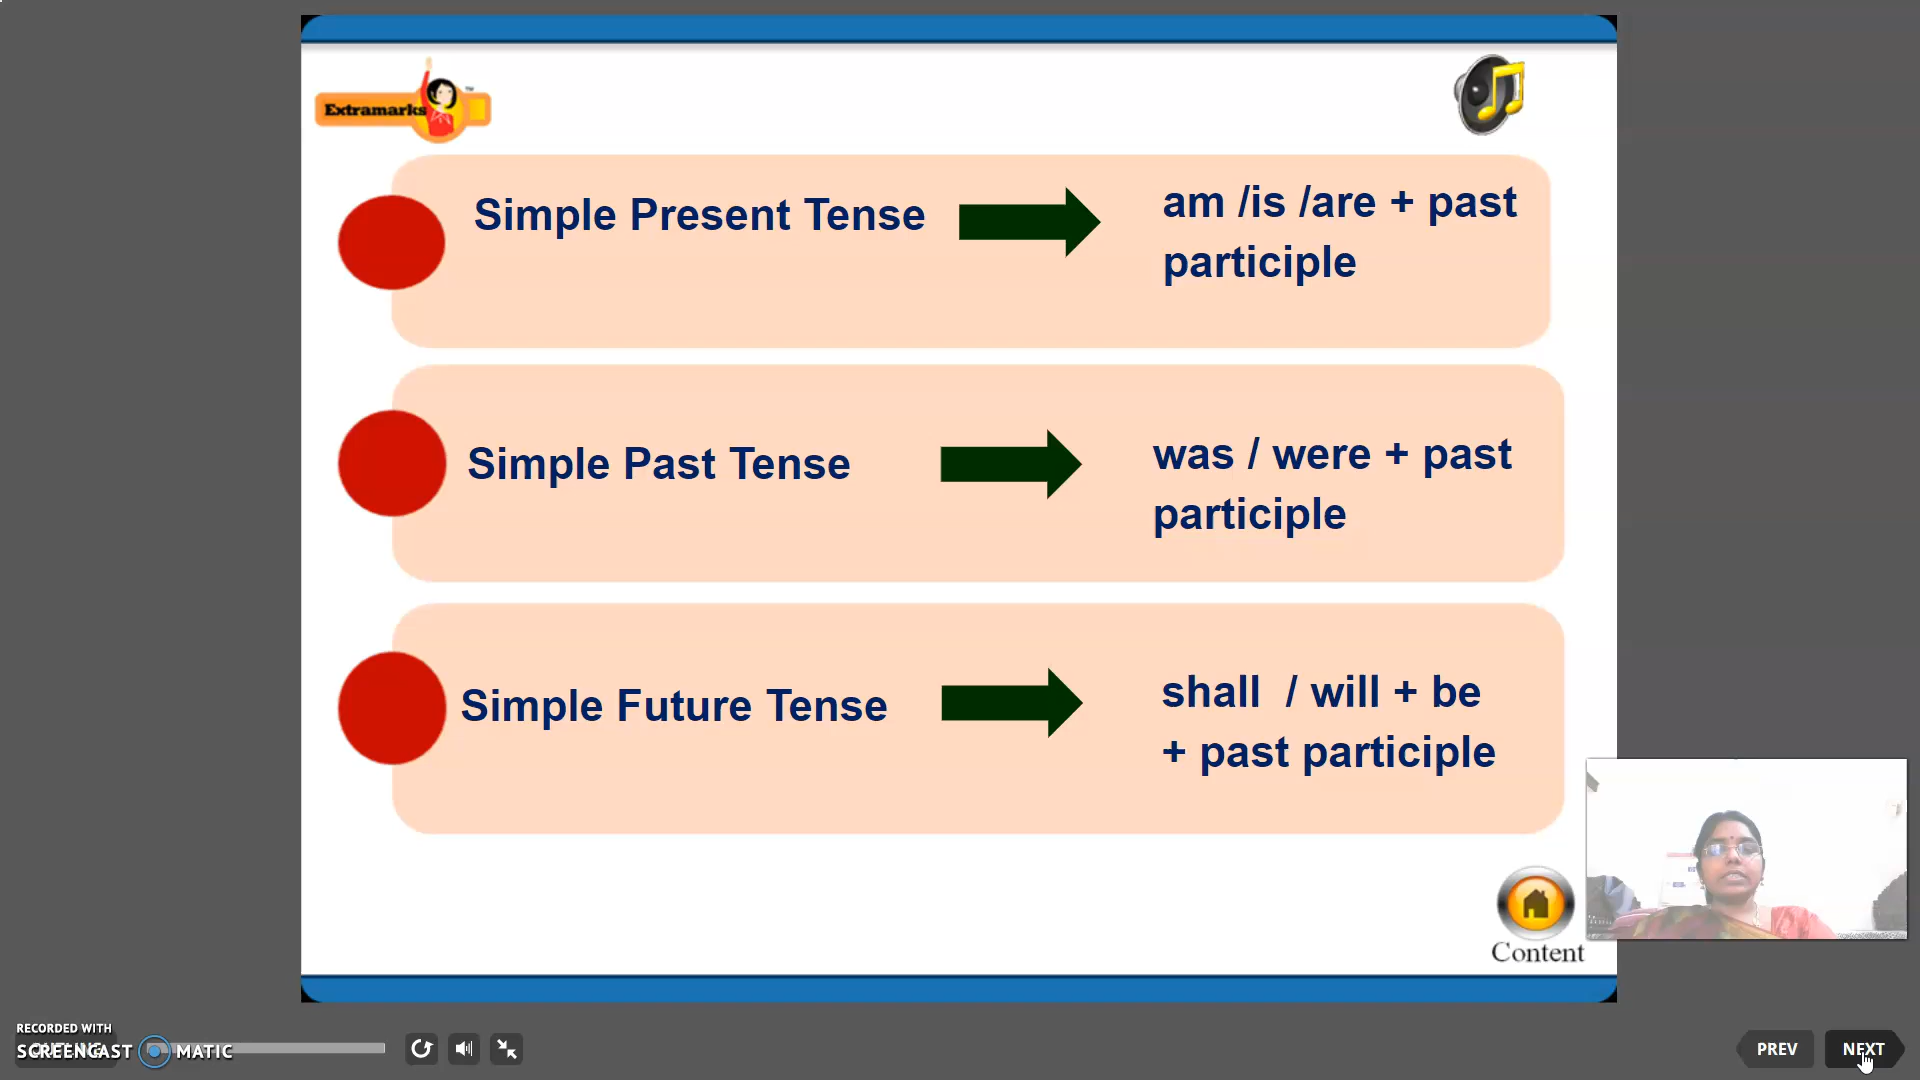 Extramarks
TM
Simple Present Tense
am /is /are + past
participle
Simple Past Tense
was / were + past
participle
Simple Future Tense
shall / will + be
+ past participle
Content
RECORDED WITH
SCREENCAST MATIC
PREV
NEXT